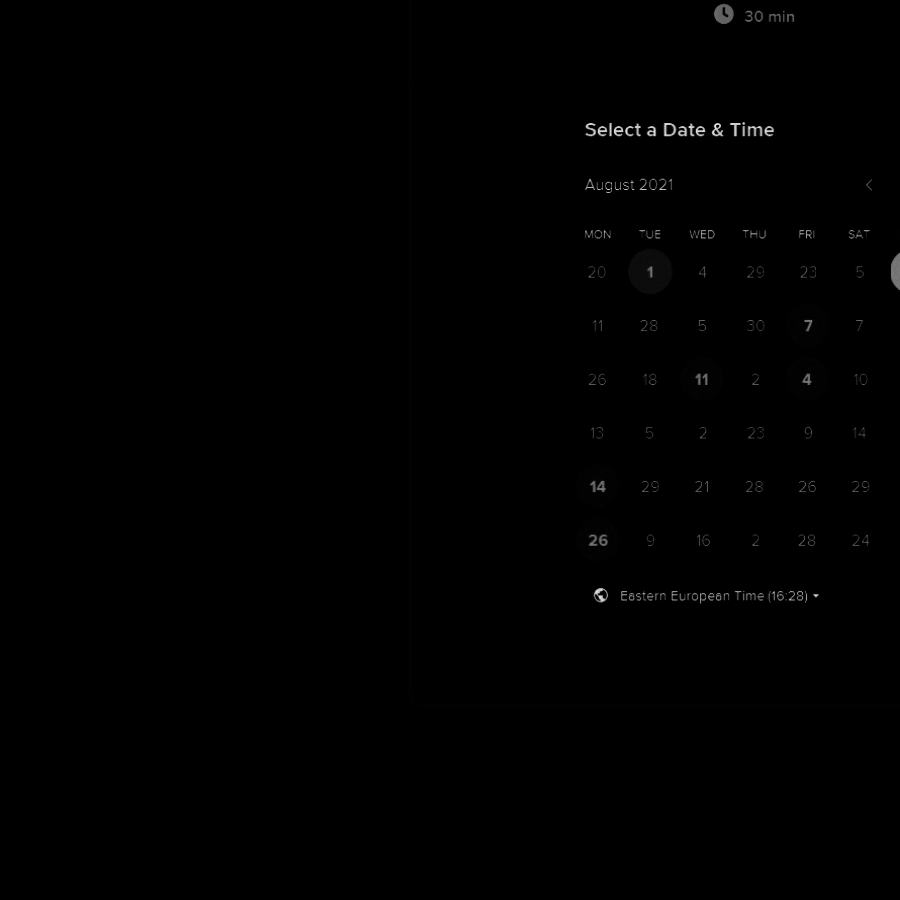 30 min
Select a Date & Time
August 2021
MON TUE WED THU FRI SAT
20 1 4 29 23 5
11 28 5 30 7 7
26 18 11 2 4 10
13 5 2 23 9 14
14 29 21 28 26 29
26 9 16 2 28 24
Eastern European Time (16:28)